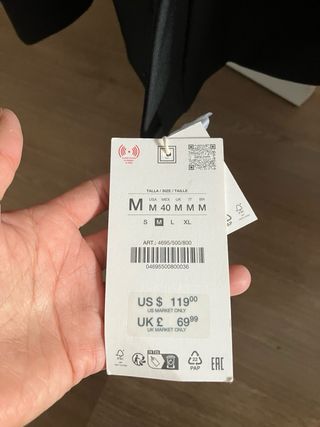 TALLA / SIZE / TAILLE
M
USA MEX UK IT BR
M 40 M M M
S M L XL
ART.: 4695/500/800
04695500800036
US $ 119.00
US MARKET ONLY
UK £ 69.99
UK MARKET ONLY
22
PAP
EAC